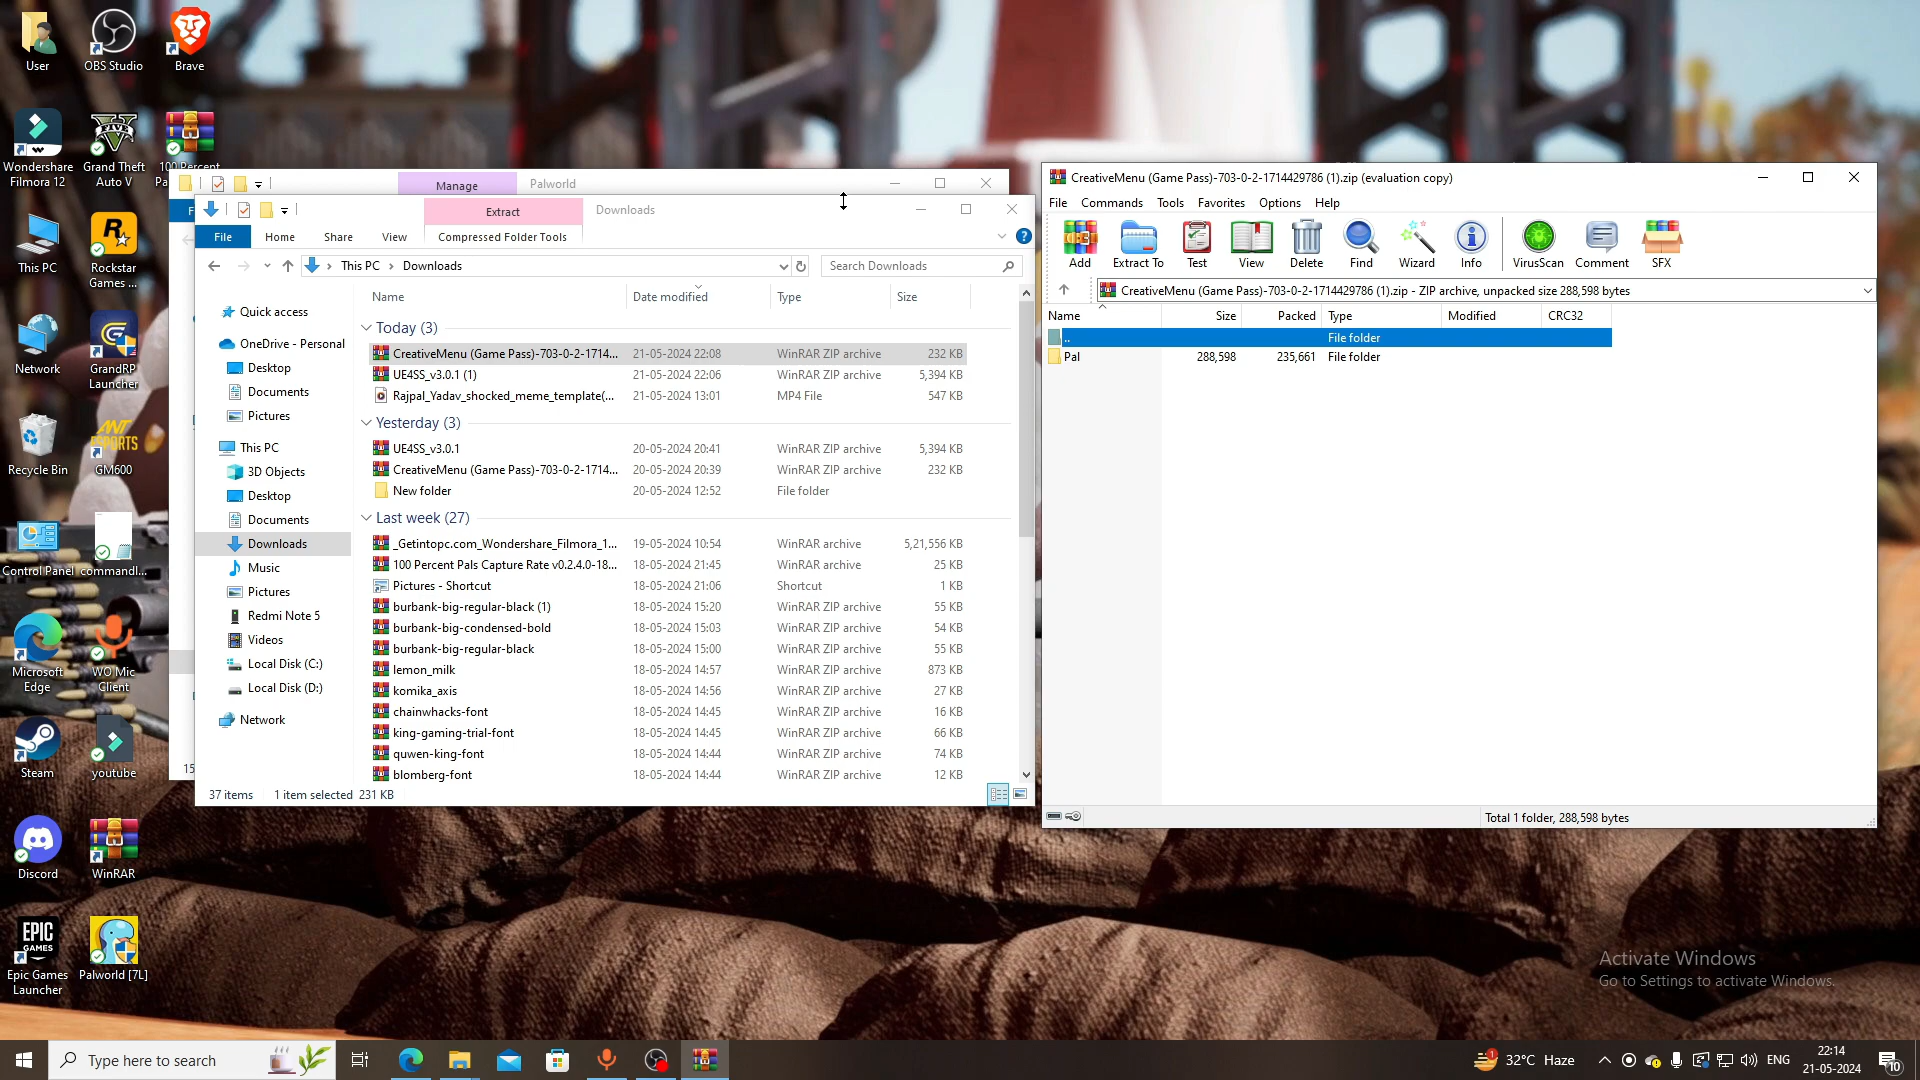 User
OBS Studio
Brave
Wondershare
Filmora 12
Grand Theft
Auto V
100 Percent
This PC
Rockstar
Games ...
Network
GrandRP
Launcher
Recycle Bin
ANT
ESPORTS
GM600
Control Panel
commandl...
Microsoft
Edge
WO Mic
Client
Steam
youtube
Discord
WinRAR
EPIC
GAMES
Epic Games
Launcher
Palworld [7L]
Manage
Palworld
Extract
Downloads
File
Home
Share
View
Compressed Folder Tools
This PC
Downloads
Search Downloads
Name
Date modified
Type
Size
Quick access
OneDrive - Personal
Desktop
Documents
Pictures
This PC
3D Objects
Desktop
Documents
Downloads
Music
Pictures
Redmi Note 5
Videos
Local Disk (C:)
Local Disk (D:)
Network
Today (3)
CreativeMenu (Game Pass)-703-0-2-1714... 21-05-2024 22:08 WinRAR ZIP archive 232 KB
UE4SS_v3.0.1 (1) 21-05-2024 22:06 WinRAR ZIP archive 5,394 KB
Rajpal_Yadav_shocked_meme_template(... 21-05-2024 13:01 MP4 File 547 KB
Yesterday (3)
UE4SS_v3.0.1 20-05-2024 20:41 WinRAR ZIP archive 5,394 KB
CreativeMenu (Game Pass)-703-0-2-1714... 20-05-2024 20:39 WinRAR ZIP archive 232 KB
New folder 20-05-2024 12:52 File folder
Last week (27)
_Getintopc.com_Wondershare_Filmora_1... 19-05-2024 10:54 WinRAR archive 5,21,556 KB
100 Percent Pals Capture Rate v0.2.4.0-18... 18-05-2024 21:45 WinRAR archive 25 KB
Pictures - Shortcut 18-05-2024 21:06 Shortcut 1 KB
burbank-big-regular-black (1) 18-05-2024 15:20 WinRAR ZIP archive 55 KB
burbank-big-condensed-bold 18-05-2024 15:03 WinRAR ZIP archive 54 KB
burbank-big-regular-black 18-05-2024 15:00 WinRAR ZIP archive 55 KB
lemon_milk 18-05-2024 14:57 WinRAR ZIP archive 873 KB
komika_axis 18-05-2024 14:56 WinRAR ZIP archive 27 KB
chainwhacks-font 18-05-2024 14:45 WinRAR ZIP archive 16 KB
king-gaming-trial-font 18-05-2024 14:45 WinRAR ZIP archive 66 KB
quwen-king-font 18-05-2024 14:44 WinRAR ZIP archive 74 KB
blomberg-font 18-05-2024 14:44 WinRAR ZIP archive 12 KB
37 items 1 item selected 231 KB
CreativeMenu (Game Pass)-703-0-2-1714429786 (1).zip (evaluation copy)
File Commands Tools Favorites Options Help
Add Extract To Test View Delete Find Wizard Info VirusScan Comment SFX
CreativeMenu (Game Pass)-703-0-2-1714429786 (1).zip - ZIP archive, unpacked size 288,598 bytes
Name Size Packed Type Modified CRC32
.. File folder
Pal 288,598 235,661 File folder
Total 1 folder, 288,598 bytes
Activate Windows
Go to Settings to activate Windows.
Type here to search
32°C Haze
ENG
22:14
21-05-2024
10